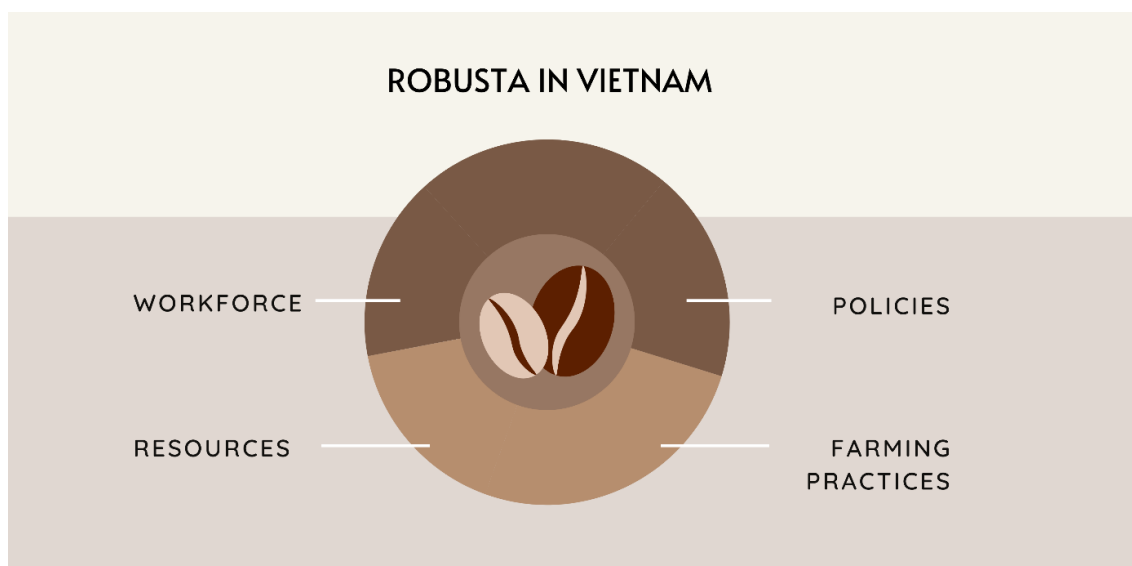 ROBUSTA IN VIETNAM
WORKFORCE
POLICIES
RESOURCES
FARMING
PRACTICES